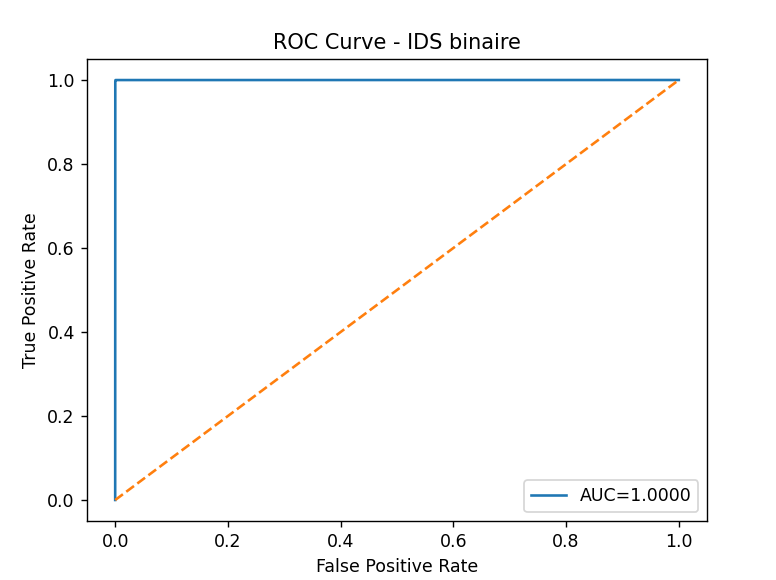 ROC Curve - IDS binaire
True Positive Rate
1.0
0.8
0.6
0.4
0.2
0.0
AUC=1.0000
0.0 0.2 0.4 0.6 0.8 1.0
False Positive Rate